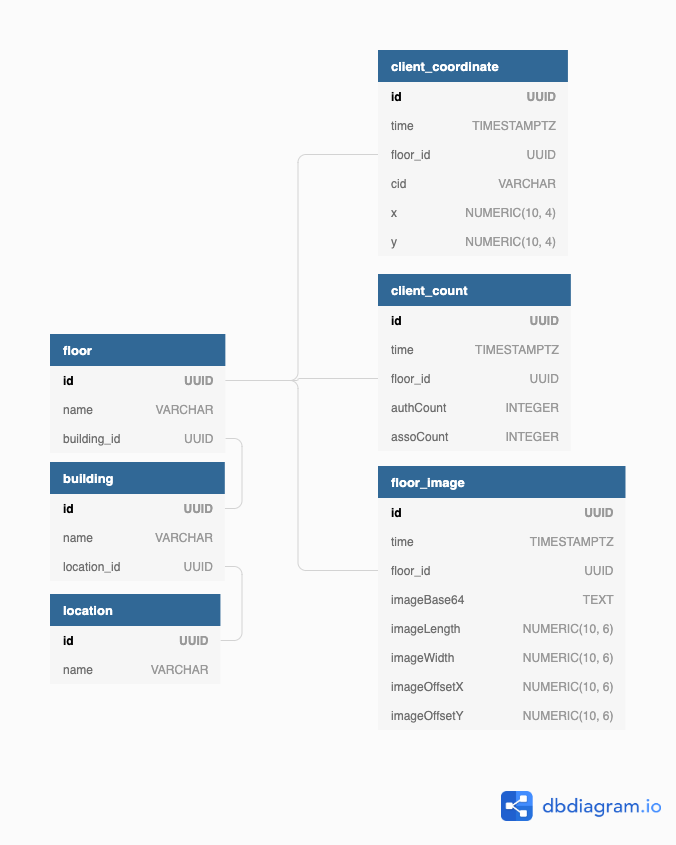 client_coordinate
id UUID
time TIMESTAMPTZ
floor_id UUID
cid VARCHAR
x NUMERIC(10, 4)
y NUMERIC(10, 4)
client_count
id UUID
time TIMESTAMPTZ
floor_id UUID
authCount INTEGER
assoCount INTEGER
floor
id UUID
name VARCHAR
building_id UUID
building
id UUID
name VARCHAR
location_id UUID
location
id UUID
name VARCHAR
floor_image
id UUID
time TIMESTAMPTZ
floor_id UUID
imageBase64 TEXT
imageLength NUMERIC(10, 6)
imageWidth NUMERIC(10, 6)
imageOffsetX NUMERIC(10, 6)
imageOffsetY NUMERIC(10, 6)
dbdiagram.io